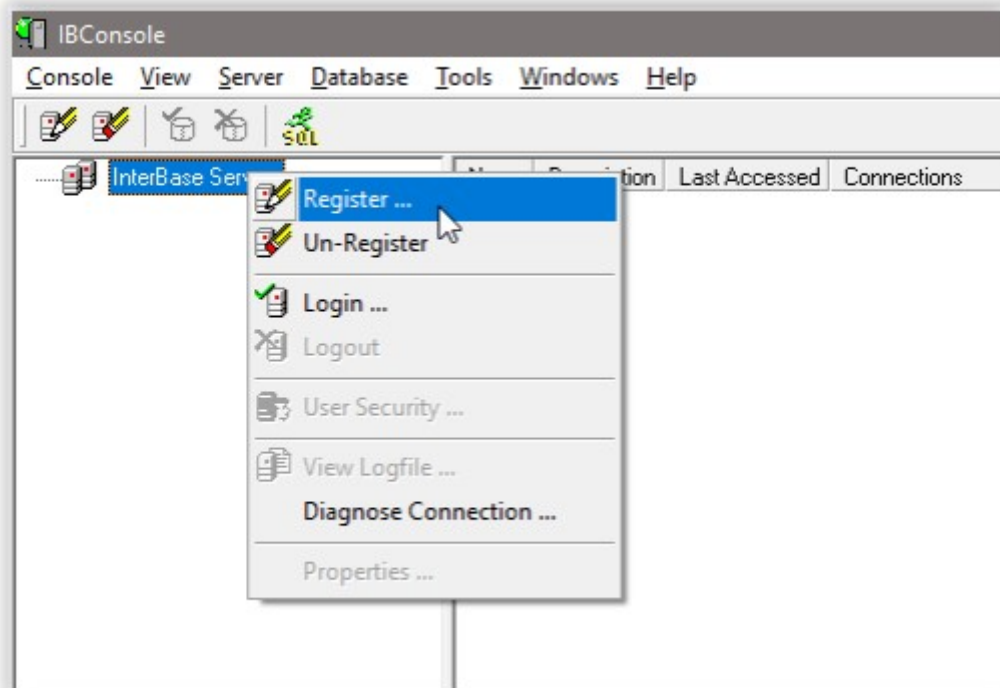 IBConsole
Console View Server Database Tools Windows Help
SQL
InterBase Serv
tion Last Accessed Connections
Register ...
Un-Register
Login ...
Logout
User Security ...
View Logfile ...
Diagnose Connection ...
Properties ...